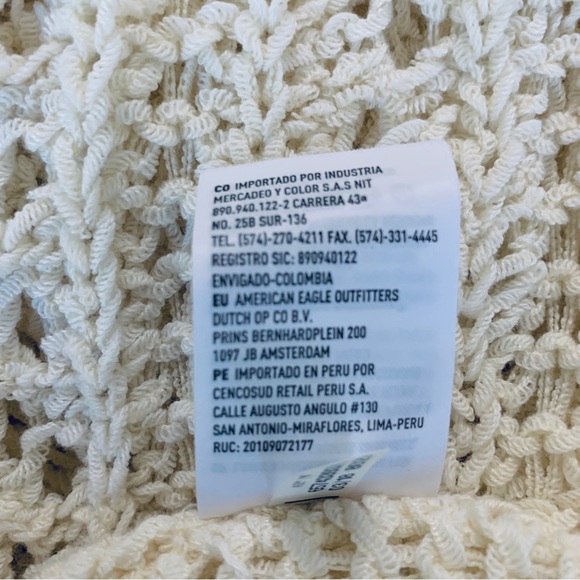 CO IMPORTADO POR INDUSTRIA
MERCADEO Y COLOR S.A.S NIT
890.940.122-2 CARRERA 43ª
NO. 25B SUR-136
TEL. (574)-270-4211 FAX. (574)-331-4445
REGISTRO SIC: 890940122
ENVIGADO-COLOMBIA
EU AMERICAN EAGLE OUTFITTERS
DUTCH OP CO B.V.
PRINS BERNHARDPLEIN 200
1097 JB AMSTERDAM
PE IMPORTADO EN PERU POR
CENCOSUD RETAIL PERU S.A.
CALLE AUGUSTO ANGULO #130
SAN ANTONIO-MIRAFLORES, LIMA-PERU
RUC: 20109072177